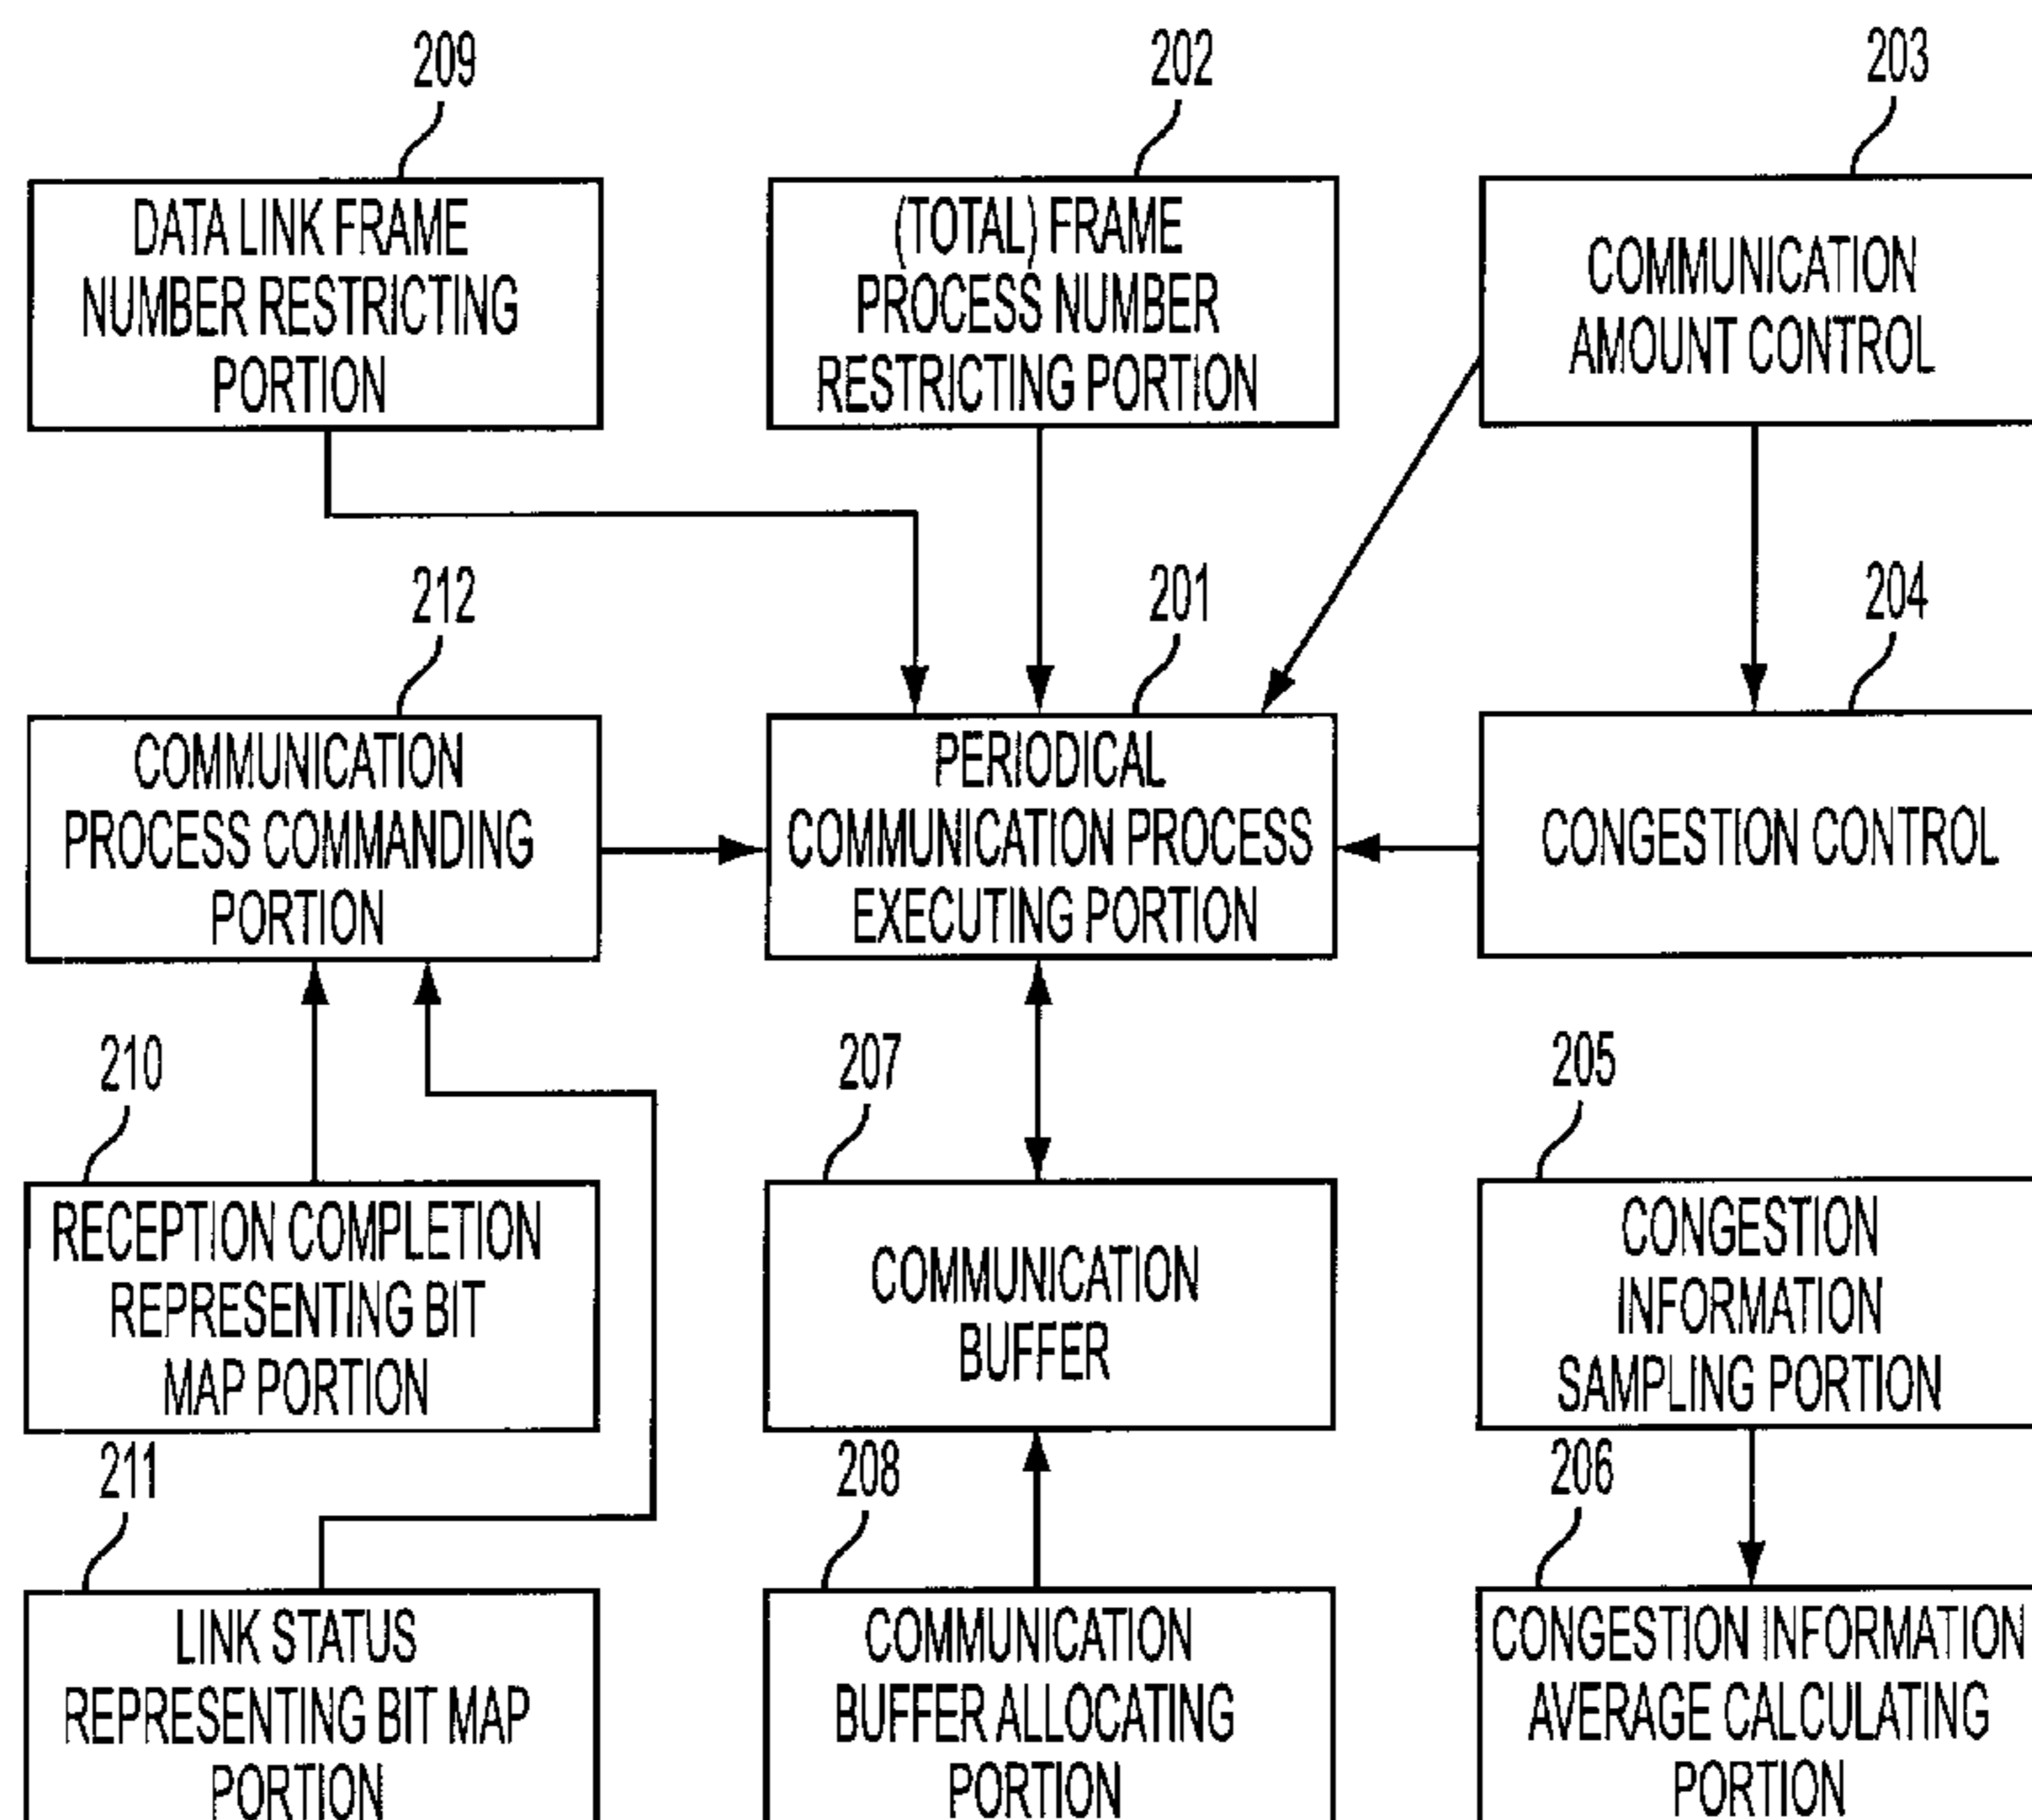 209
DATA LINK FRAME
NUMBER RESTRICTING
PORTION
202
(TOTAL) FRAME
PROCESS NUMBER
RESTRICTING PORTION
203
COMMUNICATION
AMOUNT CONTROL
212
COMMUNICATION
PROCESS COMMANDING
PORTION
201
PERIODICAL
COMMUNICATION PROCESS
EXECUTING PORTION
204
CONGESTION CONTROL
210
RECEPTION COMPLETION
REPRESENTING BIT
MAP PORTION
207
COMMUNICATION
BUFFER
205
CONGESTION
INFORMATION
SAMPLING PORTION
211
LINK STATUS
REPRESENTING BIT MAP
PORTION
208
COMMUNICATION
BUFFER ALLOCATING
PORTION
206
CONGESTION INFORMATION
AVERAGE CALCULATING
PORTION